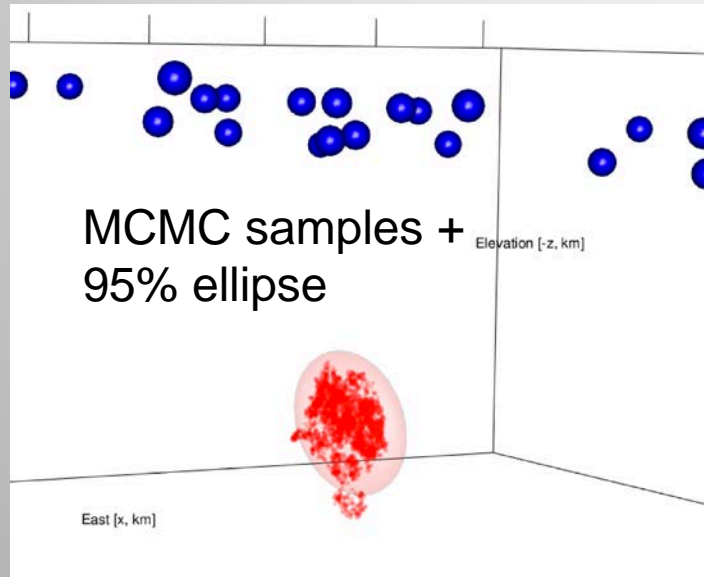 MCMC samples +
95% ellipse
Elevation [-z, km]
East [x, km]